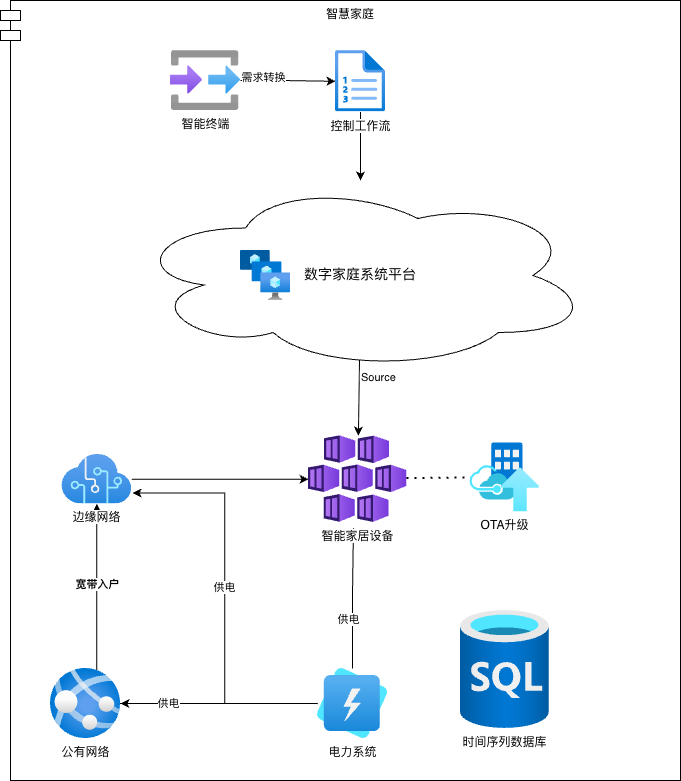 智慧家庭
需求转换
1
2
3
智能终端
控制工作流
数字家庭系统平台
Source
边缘网络
智能家居设备
OTA升级
宽带入户
供电
供电
SQL
供电
公有网络
电力系统
时间序列数据库